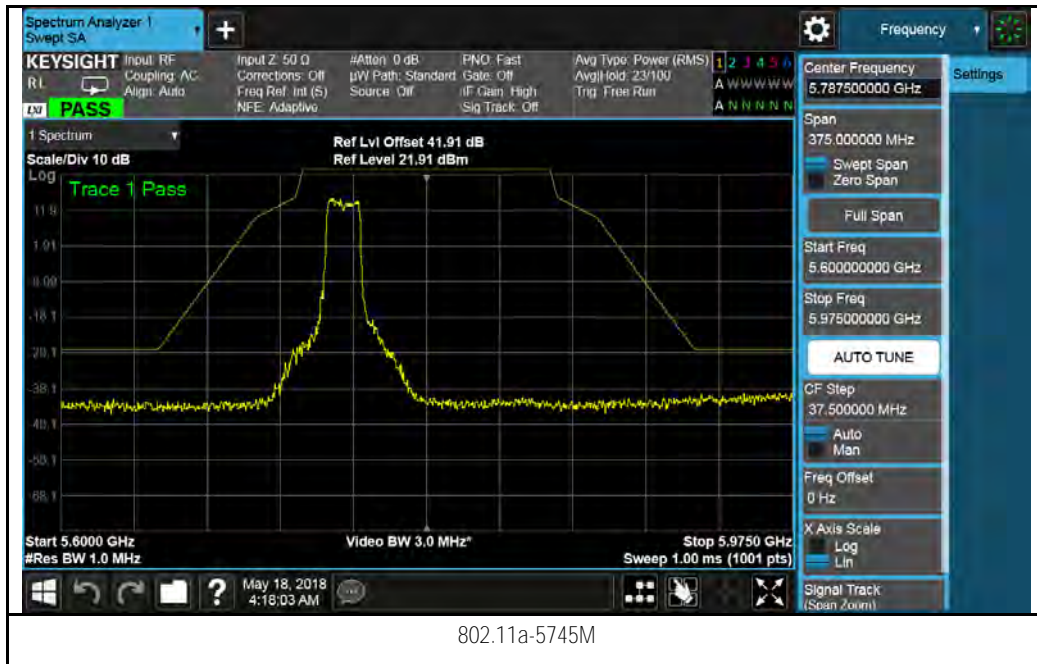 Spectrum Analyzer 1
Swept SA
Frequency
KEYSIGHT
Input: RF
Coupling: AC
Align: Auto
RL
LXI
PASS
Input Z: 50 Ω
Corrections: Off
Freq Ref: Int (S)
NFE: Adaptive
#Atten: 0 dB
µW Path: Standard
Source: Off
PNO: Fast
Gate: Off
IF Gain: High
Sig Track: Off
Avg Type: Power (RMS)
Avg|Hold: 23/100
Trig: Free Run
1 2 3 4 5 6
A W W W W W
A N N N N N
Center Frequency
5.787500000 GHz
Settings
Span
375.000000 MHz
Swept Span
Zero Span
Full Span
Start Freq
5.600000000 GHz
Stop Freq
5.975000000 GHz
AUTO TUNE
CF Step
37.500000 MHz
Auto
Man
Freq Offset
0 Hz
X Axis Scale
Log
Lin
Signal Track
(Span Zoom)
1 Spectrum
Scale/Div 10 dB
Ref Lvl Offset 41.91 dB
Ref Level 21.91 dBm
Log
Trace 1 Pass
11.9
1.91
-8.09
-18.1
-28.1
-38.1
-48.1
-58.1
-68.1
Start 5.6000 GHz
#Res BW 1.0 MHz
Video BW 3.0 MHz*
Stop 5.9750 GHz
Sweep 1.00 ms (1001 pts)
?
May 18, 2018
4:18:03 AM
802.11a-5745M